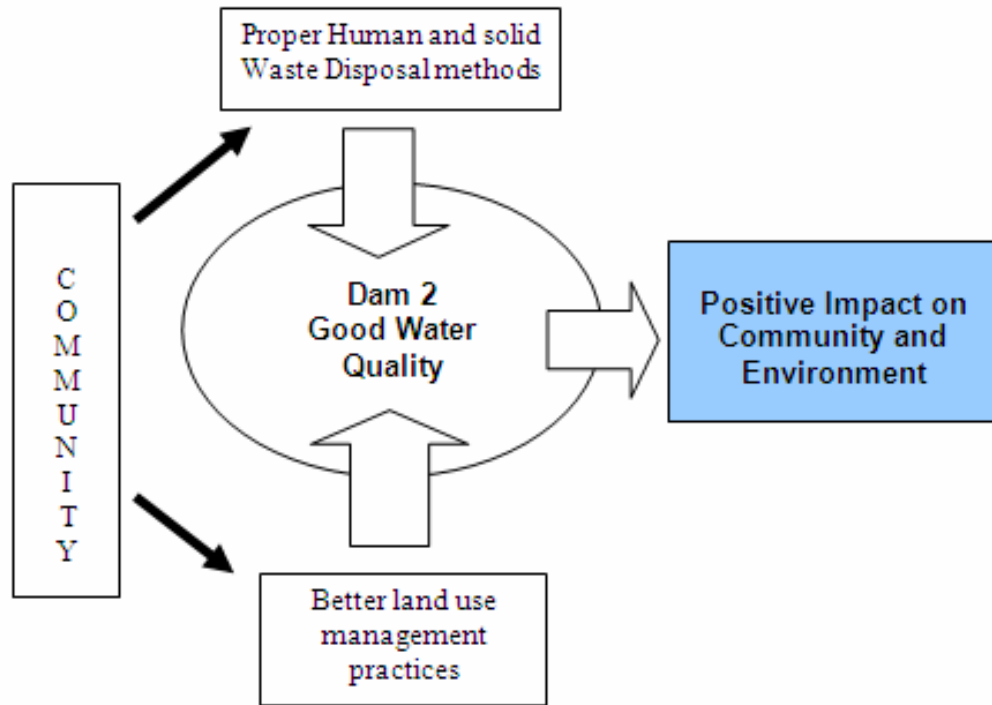 Proper Human and solid
Waste Disposal methods
C
O
M
M
U
N
I
T
Y
Dam 2
Good Water
Quality
Positive Impact on
Community and
Environment
Better land use
management
practices